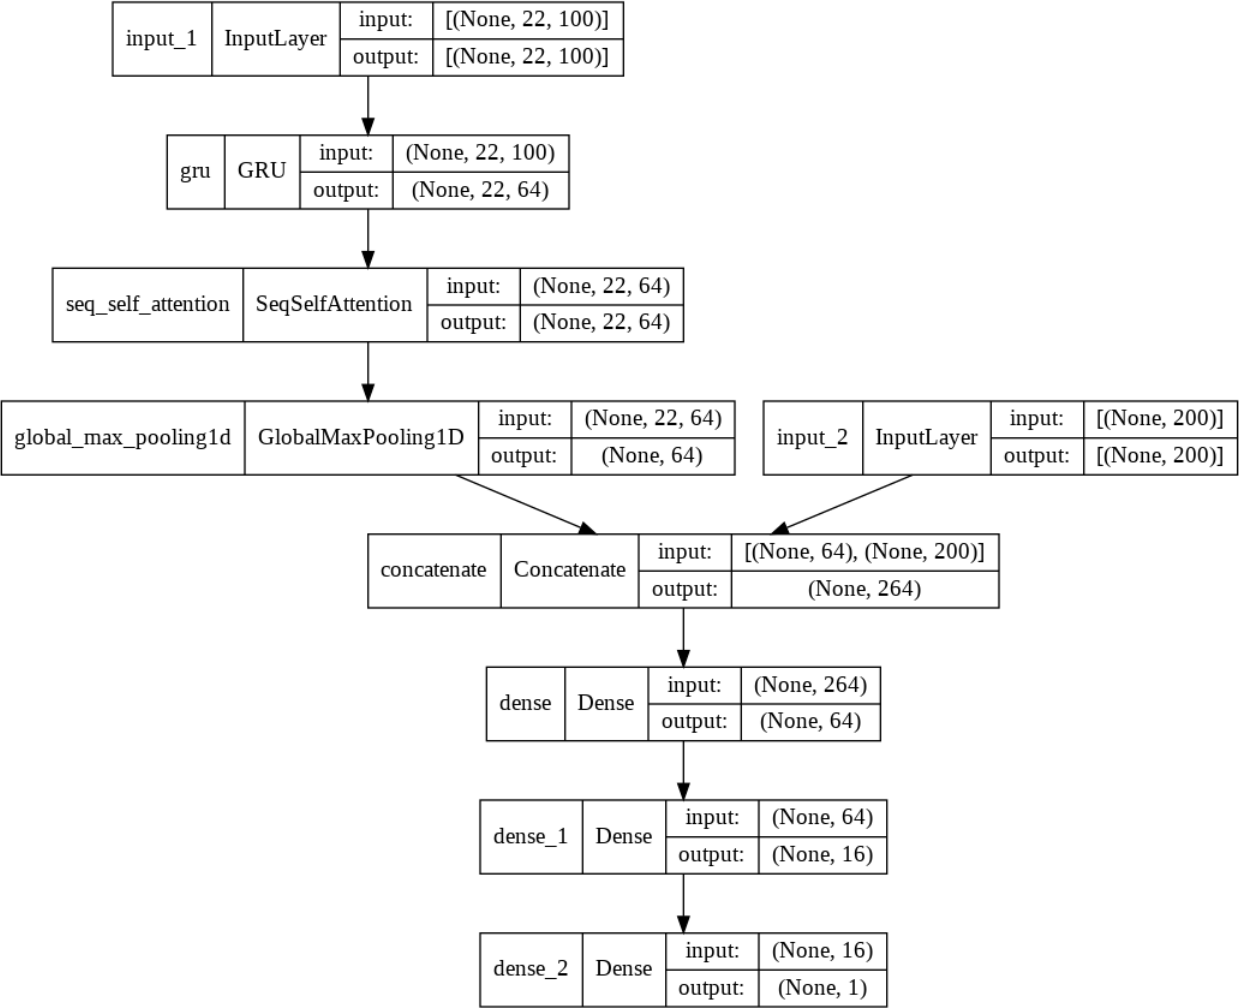 input_1 InputLayer input: [(None, 22, 100)]
output: [(None, 22, 100)]
gru GRU input: (None, 22, 100)
output: (None, 22, 64)
seq_self_attention SeqSelfAttention input: (None, 22, 64)
output: (None, 22, 64)
global_max_pooling1d GlobalMaxPooling1D input: (None, 22, 64)
output: (None, 64)
input_2 InputLayer input: [(None, 200)]
output: [(None, 200)]
concatenate Concatenate input: [(None, 64), (None, 200)]
output: (None, 264)
dense Dense input: (None, 264)
output: (None, 64)
dense_1 Dense input: (None, 64)
output: (None, 16)
dense_2 Dense input: (None, 16)
output: (None, 1)